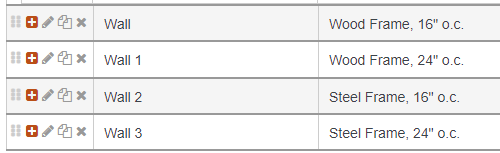 Wall Wood Frame, 16" o.c.
Wall 1 Wood Frame, 24" o.c.
Wall 2 Steel Frame, 16" o.c.
Wall 3 Steel Frame, 24" o.c.